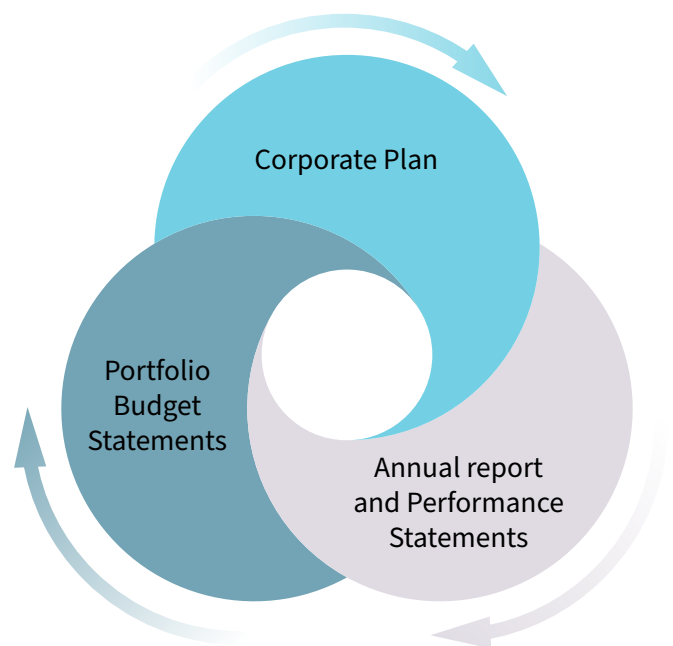 Corporate Plan
Portfolio
Budget
Statements
Annual report
and Performance
Statements